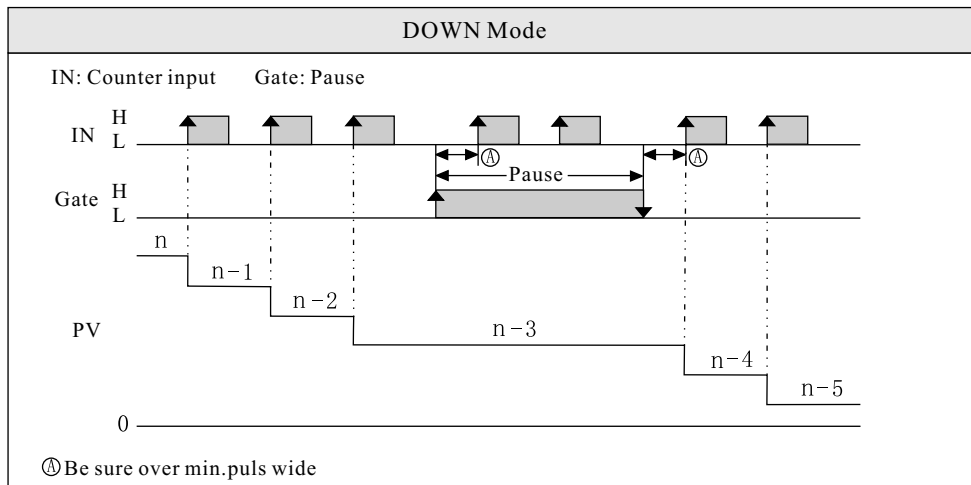 DOWN Mode
IN: Counter input Gate: Pause
IN H
L
Ⓐ Ⓐ
Pause
Gate H
L
n
n-1
n-2
PV
n-3
n-4
n-5
0
ⒶBe sure over min.puls wide